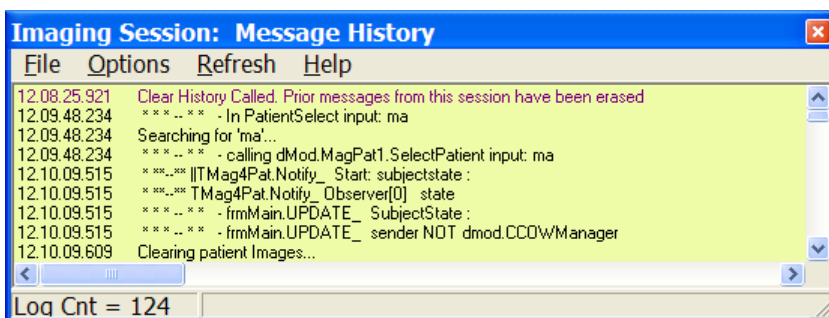 Imaging Session: Message History
File Options Refresh Help
12.08.25.921 Clear History Called. Prior messages from this session have been erased
12.09.48.234 * * * -- * * - In PatientSelect input: ma
12.09.48.234 Searching for 'ma'...
12.09.48.234 * * * -- * * - calling dMod.MagPat1.SelectPatient input: ma
12.10.09.515 * **--** ||TMag4Pat.Notify_ Start: subjectstate :
12.10.09.515 * **--** TMag4Pat.Notify_ Observer[0] state
12.10.09.515 * * * -- * * - frmMain.UPDATE_ SubjectState :
12.10.09.515 * * * -- * * - frmMain.UPDATE_ sender NOT dmod.CCOWManager
12.10.09.609 Clearing patient Images...
Log Cnt = 124